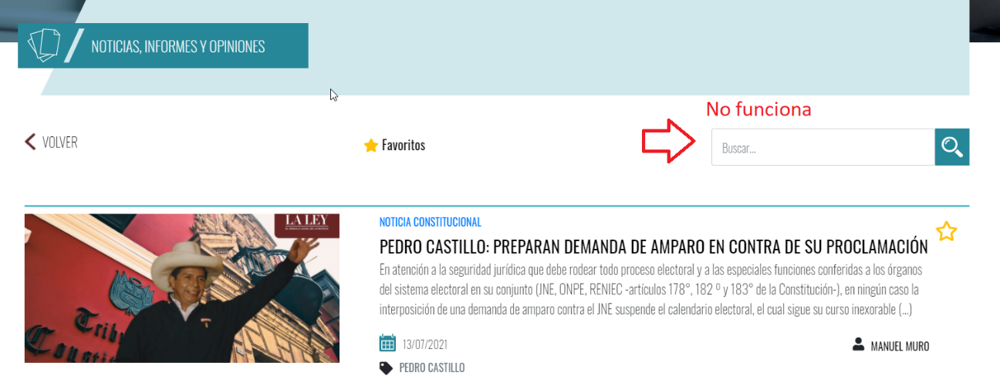 NOTICIAS, INFORMES Y OPINIONES
No funciona
VOLVER
Favoritos
Buscar...
LA LEY
NOTICIA CONSTITUCIONAL
PEDRO CASTILLO: PREPARAN DEMANDA DE AMPARO EN CONTRA DE SU PROCLAMACIÓN
En atención a la seguridad jurídica que debe rodear todo proceso electoral y a las especiales funciones conferidas a los órganos
del sistema electoral en su conjunto (JNE, ONPE, RENIEC -artículos 178°, 182 º y 183° de la Constitución-), en ningún caso la
interposición de una demanda de amparo contra el JNE suspende el calendario electoral, el cual sigue su curso inexorable (...)
13/07/2021
MANUEL MURO
PEDRO CASTILLO